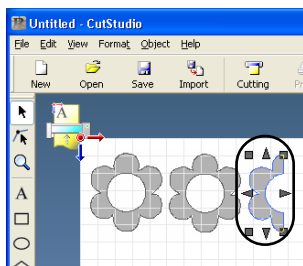 Untitled - CutStudio
File Edit View Format Object Help
New Open Save Import Cutting
A
A